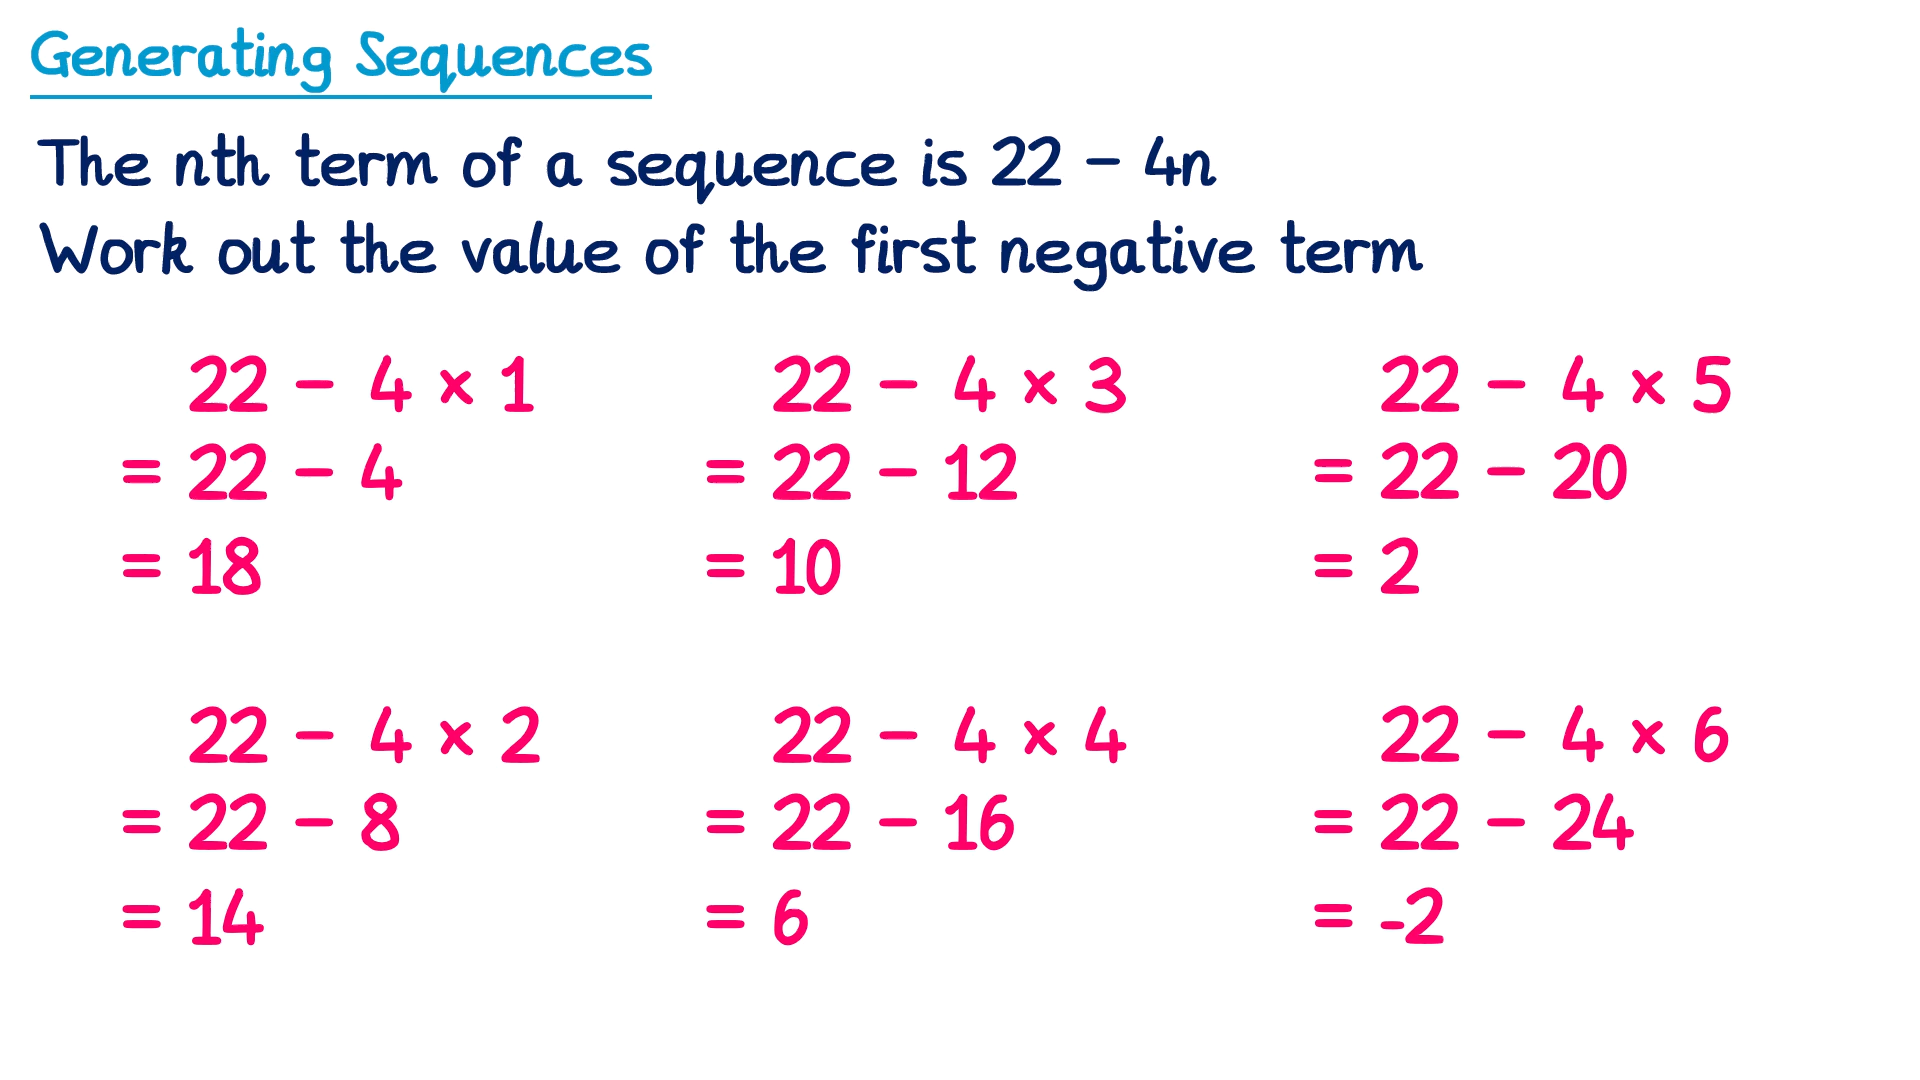 Generating Sequences
The nth term of a sequence is 22 – 4n
Work out the value of the first negative term
22 – 4 × 1
= 22 – 4
= 18
22 – 4 × 2
= 22 – 8
= 14
22 – 4 × 3
= 22 – 12
= 10
22 – 4 × 4
= 22 – 16
= 6
22 – 4 × 5
= 22 – 20
= 2
22 – 4 × 6
= 22 – 24
= -2